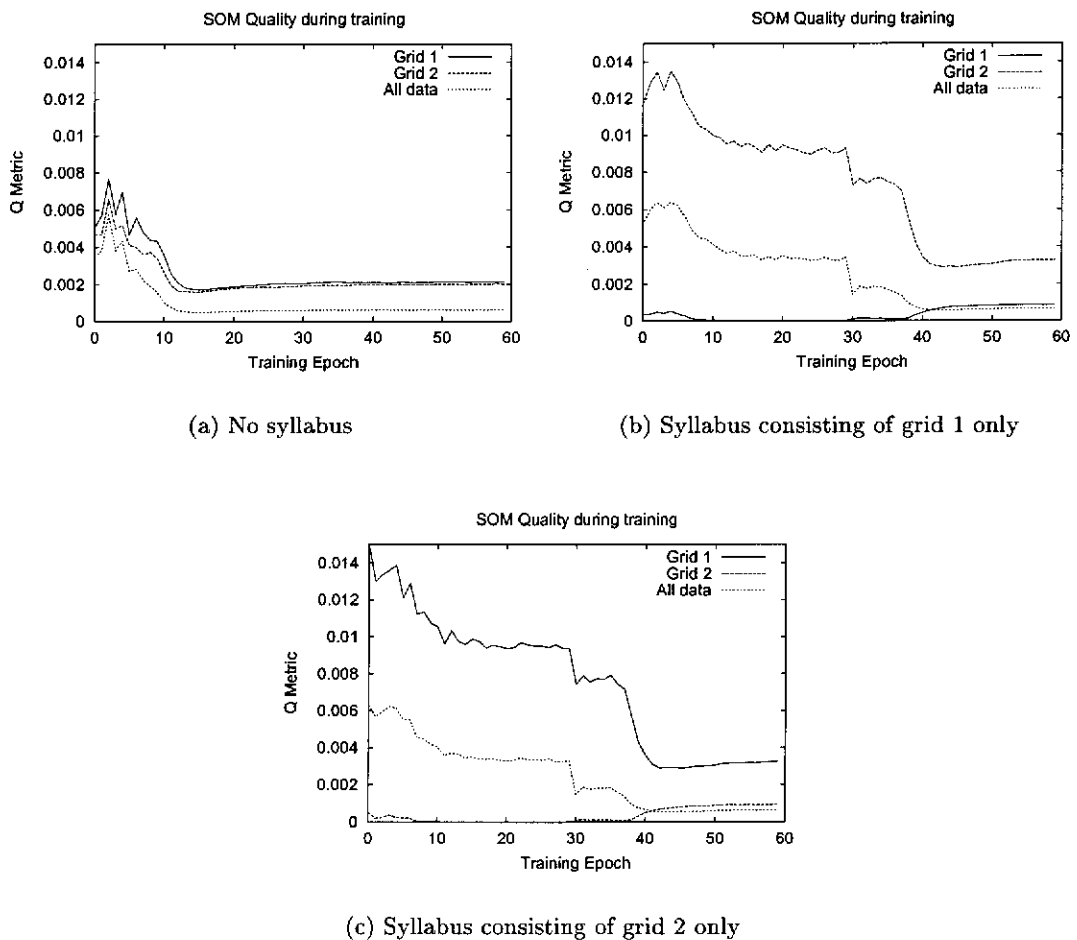 SOM Quality during training
0.014
0.012
0.01
0.008
0.006
0.004
0.002
0
Q Metric
Grid 1
Grid 2
All data
0 10 20 30 40 50 60
Training Epoch
(a) No syllabus
SOM Quality during training
0.014
0.012
0.01
0.008
0.006
0.004
0.002
0
Q Metric
Grid 1
Grid 2
All data
0 10 20 30 40 50 60
Training Epoch
(b) Syllabus consisting of grid 1 only
SOM Quality during training
0.014
0.012
0.01
0.008
0.006
0.004
0.002
0
Q Metric
Grid 1
Grid 2
All data
0 10 20 30 40 50 60
Training Epoch
(c) Syllabus consisting of grid 2 only